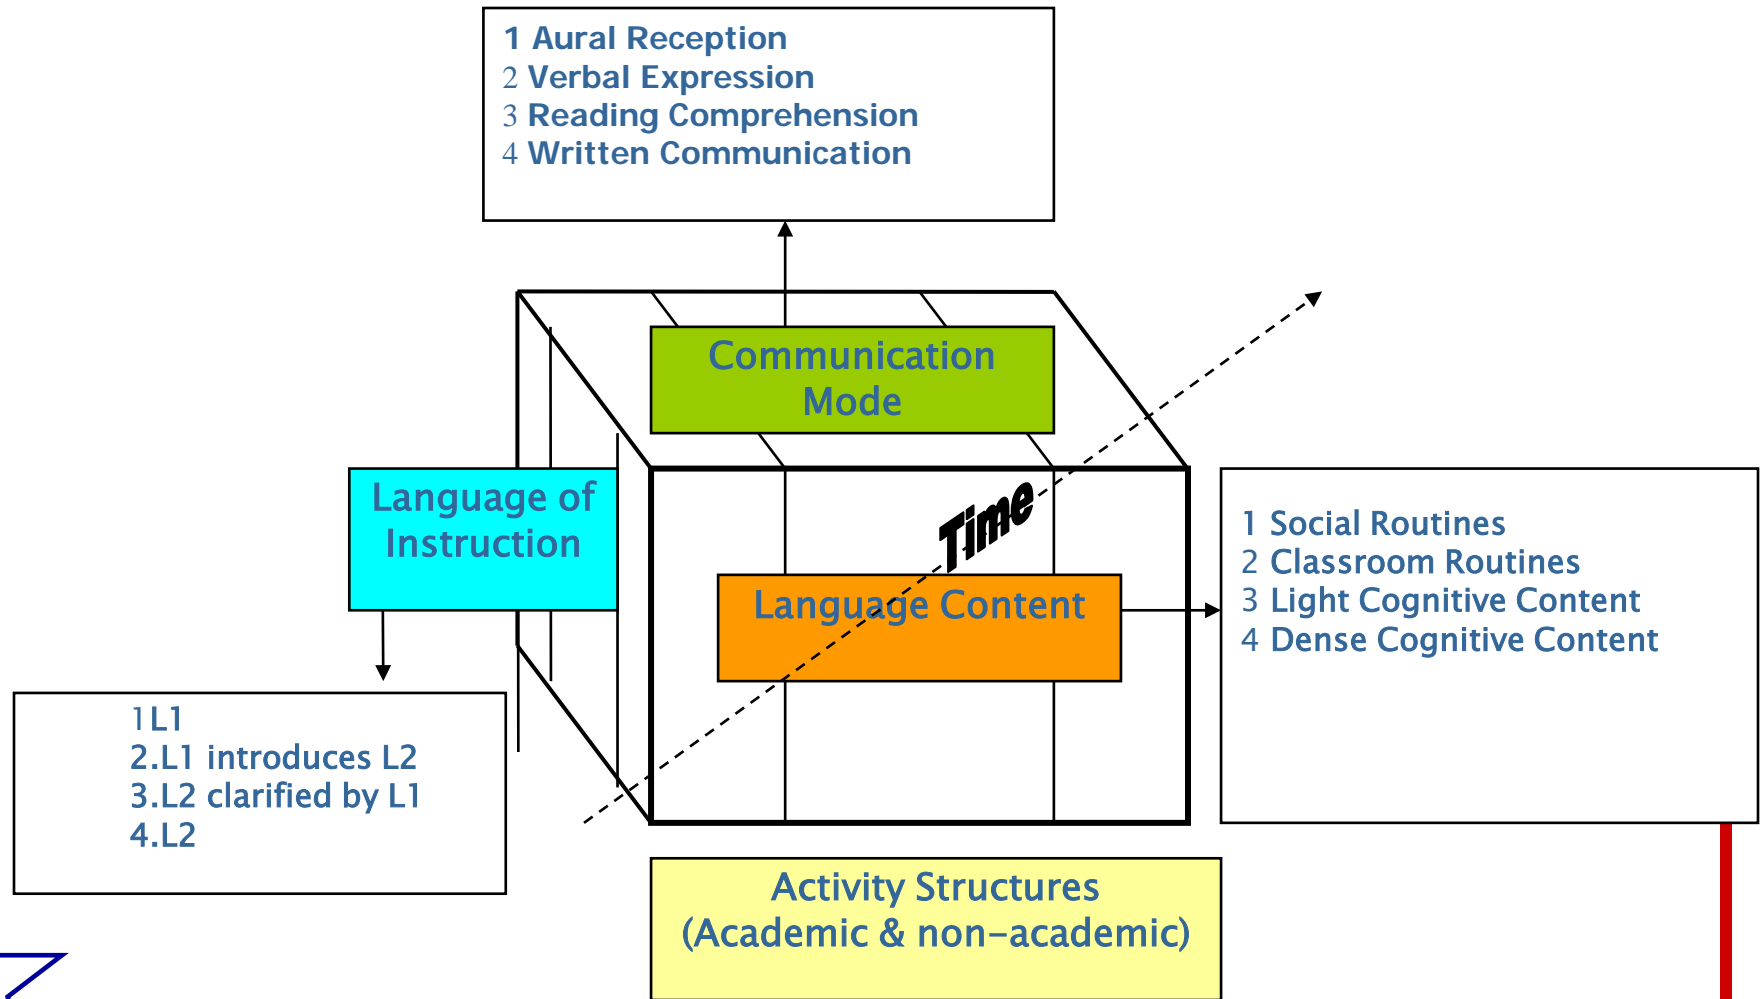 1 Aural Reception
2 Verbal Expression
3 Reading Comprehension
4 Written Communication
Communication
Mode
Language of
Instruction
Time
Language Content
1 Social Routines
2 Classroom Routines
3 Light Cognitive Content
4 Dense Cognitive Content
1L1
2.L1 introduces L2
3.L2 clarified by L1
4.L2
Activity Structures
(Academic & non-academic)